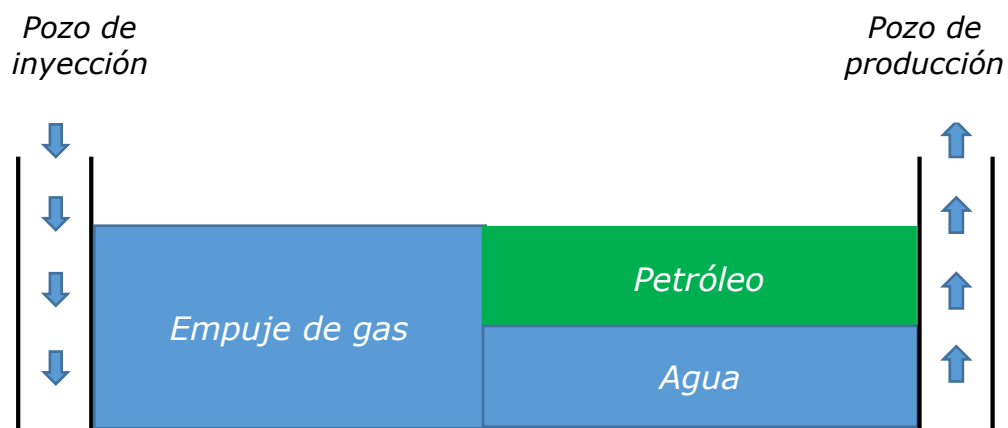 Pozo de
inyección
Pozo de
producción
Petróleo
Empuje de gas
Agua